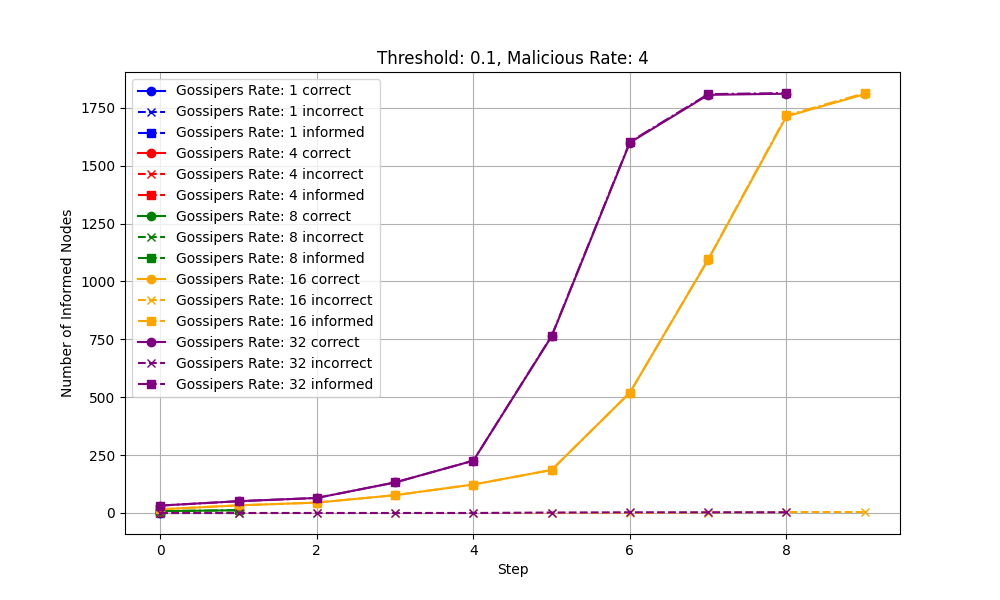 Threshold: 0.1, Malicious Rate: 4
Gossipers Rate: 1 correct
Gossipers Rate: 1 incorrect
Gossipers Rate: 1 informed
Gossipers Rate: 4 correct
Gossipers Rate: 4 incorrect
Gossipers Rate: 4 informed
Gossipers Rate: 8 correct
Gossipers Rate: 8 incorrect
Gossipers Rate: 8 informed
Gossipers Rate: 16 correct
Gossipers Rate: 16 incorrect
Gossipers Rate: 16 informed
Gossipers Rate: 32 correct
Gossipers Rate: 32 incorrect
Gossipers Rate: 32 informed
Number of Informed Nodes
1750
1500
1250
1000
750
500
250
0
0 2 4 6 8
Step